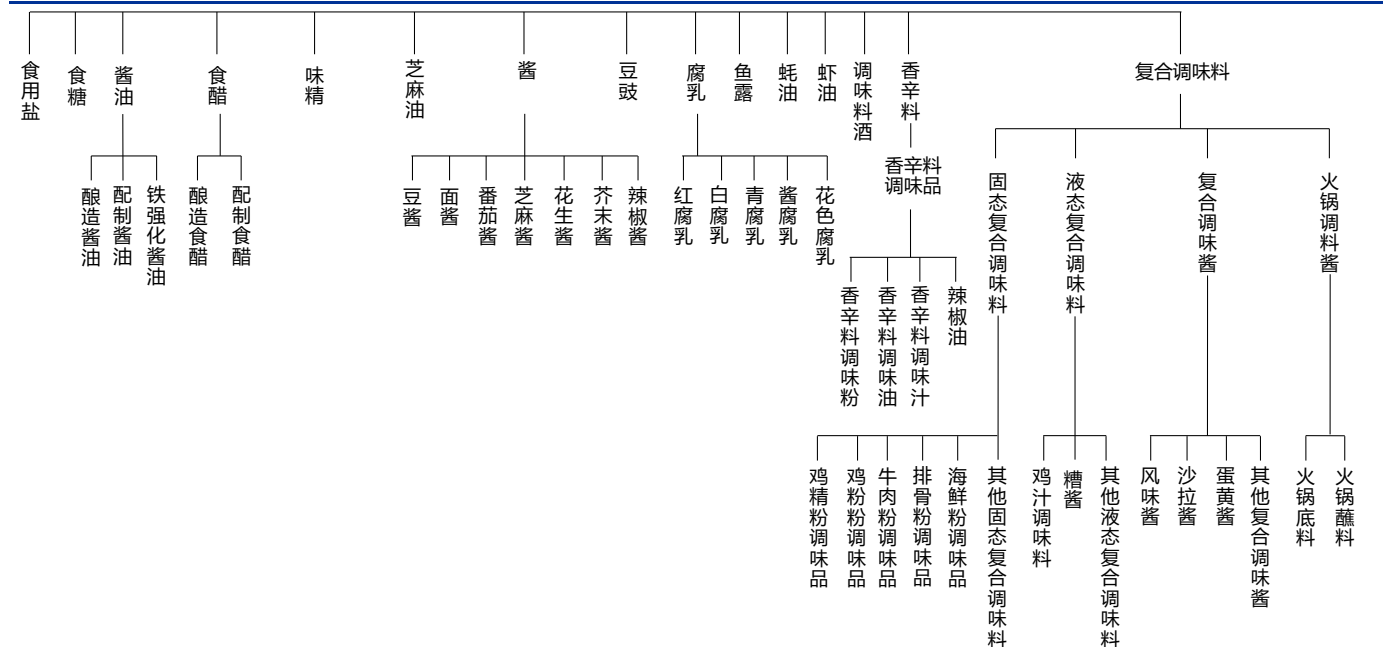 食用盐
食糖
酱油
食醋
味精
芝麻油
酱
豆豉
腐乳
鱼露
蚝油
虾油
调味料酒
香辛料
复合调味料
酿造酱油
配制酱油
铁强化酱油
酿造食醋
配制食醋
豆酱
面酱
番茄酱
芝麻酱
花生酱
芥末酱
辣椒酱
红腐乳
白腐乳
青腐乳
酱腐乳
花色腐乳
香辛料
调味品
香辛料调味粉
香辛料调味油
香辛料调味汁
辣椒油
固态复合调味料
液态复合调味料
复合调味酱
火锅调料酱
鸡精粉调味品
鸡粉粉调味品
牛肉粉调味品
排骨粉调味品
海鲜粉调味品
其他固态复合调味料
鸡汁调味料
糟酱
其他液态复合调味料
风味酱
沙拉酱
蛋黄酱
其他复合调味酱
火锅底料
火锅蘸料